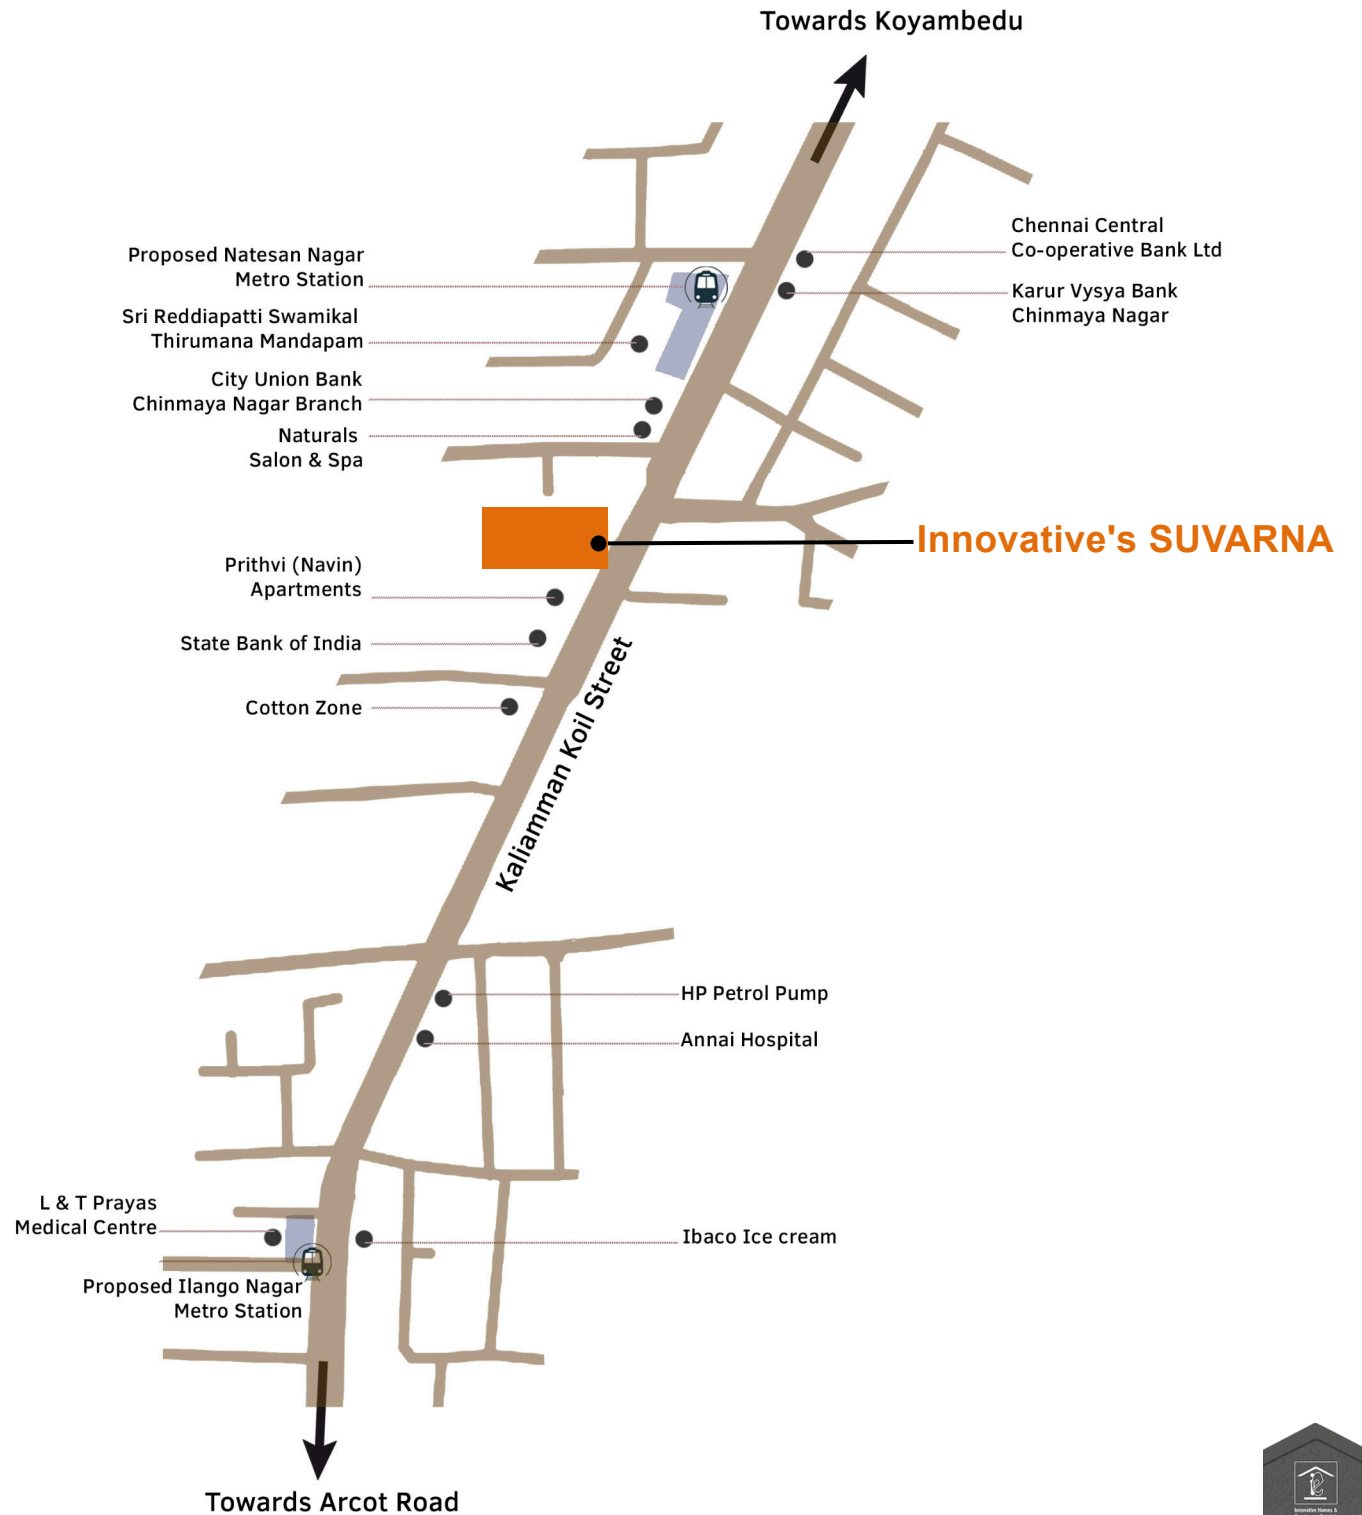 Towards Koyambedu
Chennai Central
Co-operative Bank Ltd
Proposed Natesan Nagar
Metro Station
Karur Vysya Bank
Chinmaya Nagar
Sri Reddiapatti Swamikal
Thirumana Mandapam
City Union Bank
Chinmaya Nagar Branch
Naturals
Salon & Spa
Innovative's SUVARNA
Prithvi (Navin)
Apartments
State Bank of India
Cotton Zone
Kaliamman Koil Street
HP Petrol Pump
Annai Hospital
L & T Prayas
Medical Centre
Ibaco Ice cream
Proposed Ilango Nagar
Metro Station
Towards Arcot Road
Innovative Homes &